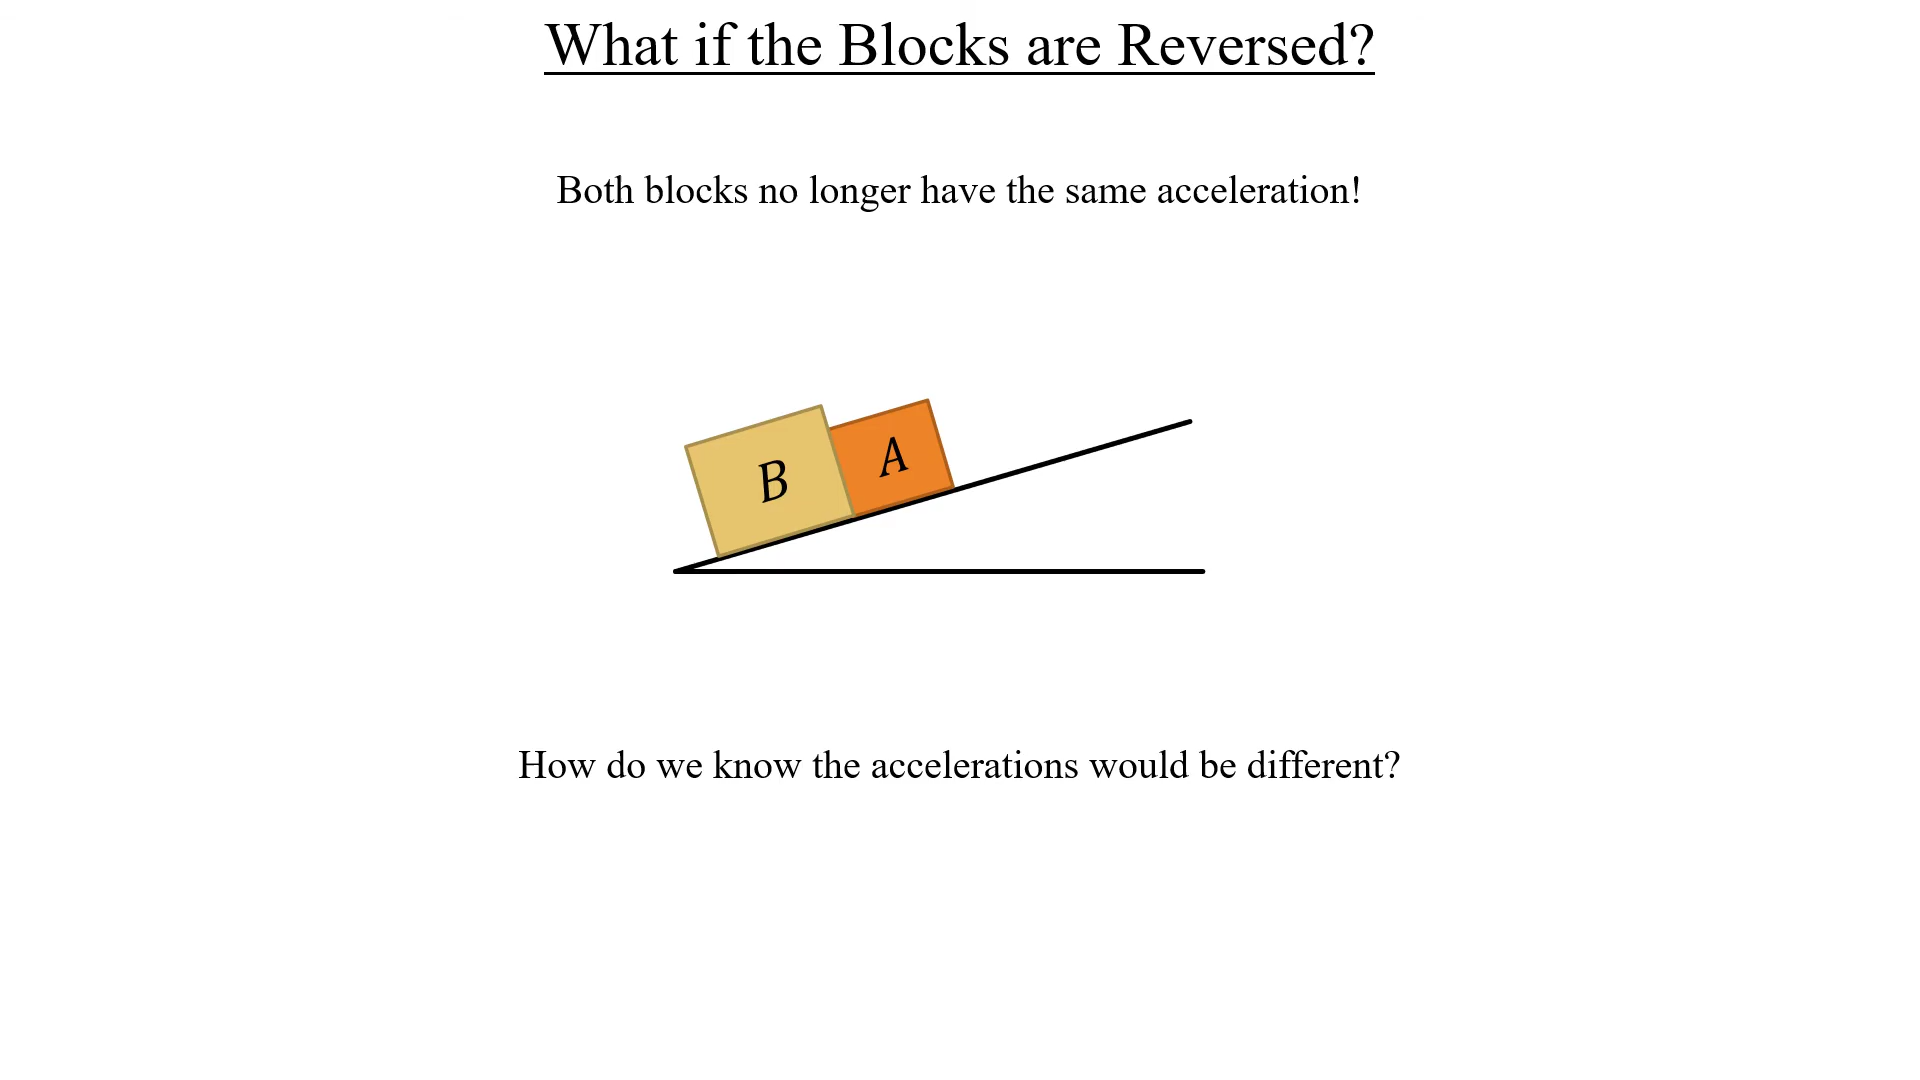 What if the Blocks are Reversed?
Both blocks no longer have the same acceleration!
B
A
How do we know the accelerations would be different?